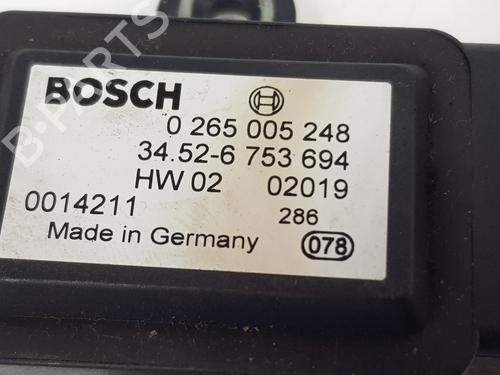 BOSCH
0 265 005 248
34.52-6 753 694
HW 02 02019
0014211 286
Made in Germany 078
B-PARTS